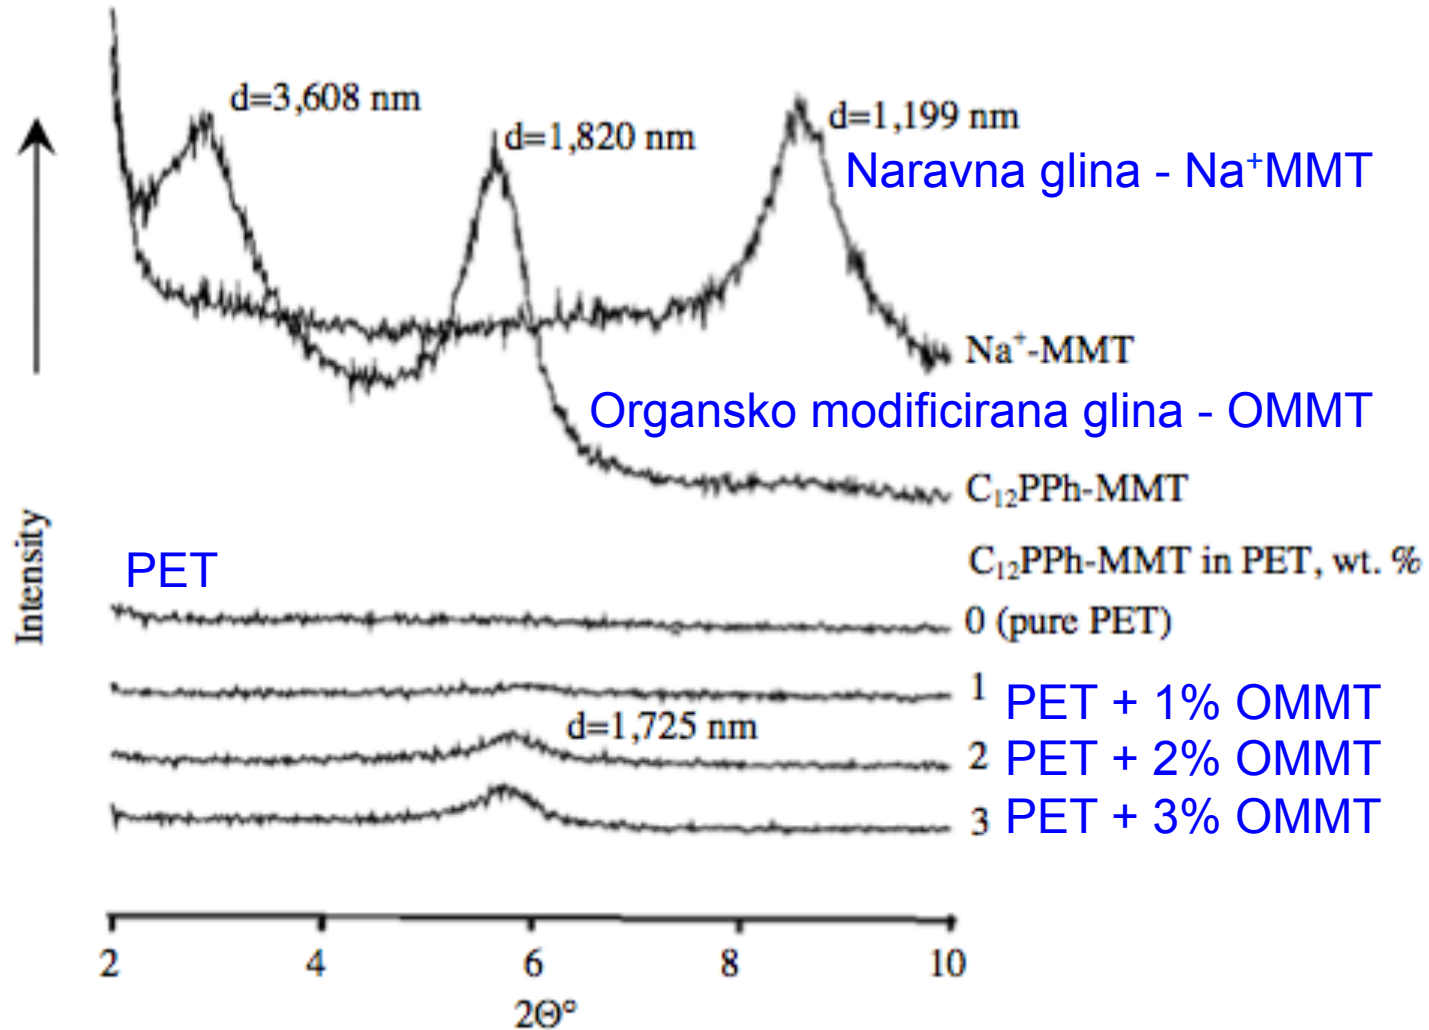 d=3,608 nm
d=1,820 nm
d=1,199 nm
Naravna glina - Na⁺MMT
Na⁺-MMT
Organsko modificirana glina - OMMT
C₁₂PPh-MMT
Intensity
C₁₂PPh-MMT in PET, wt. %
PET
0 (pure PET)
1 PET + 1% OMMT
d=1,725 nm
2 PET + 2% OMMT
3 PET + 3% OMMT
2 4 6 8 10
2Θ°